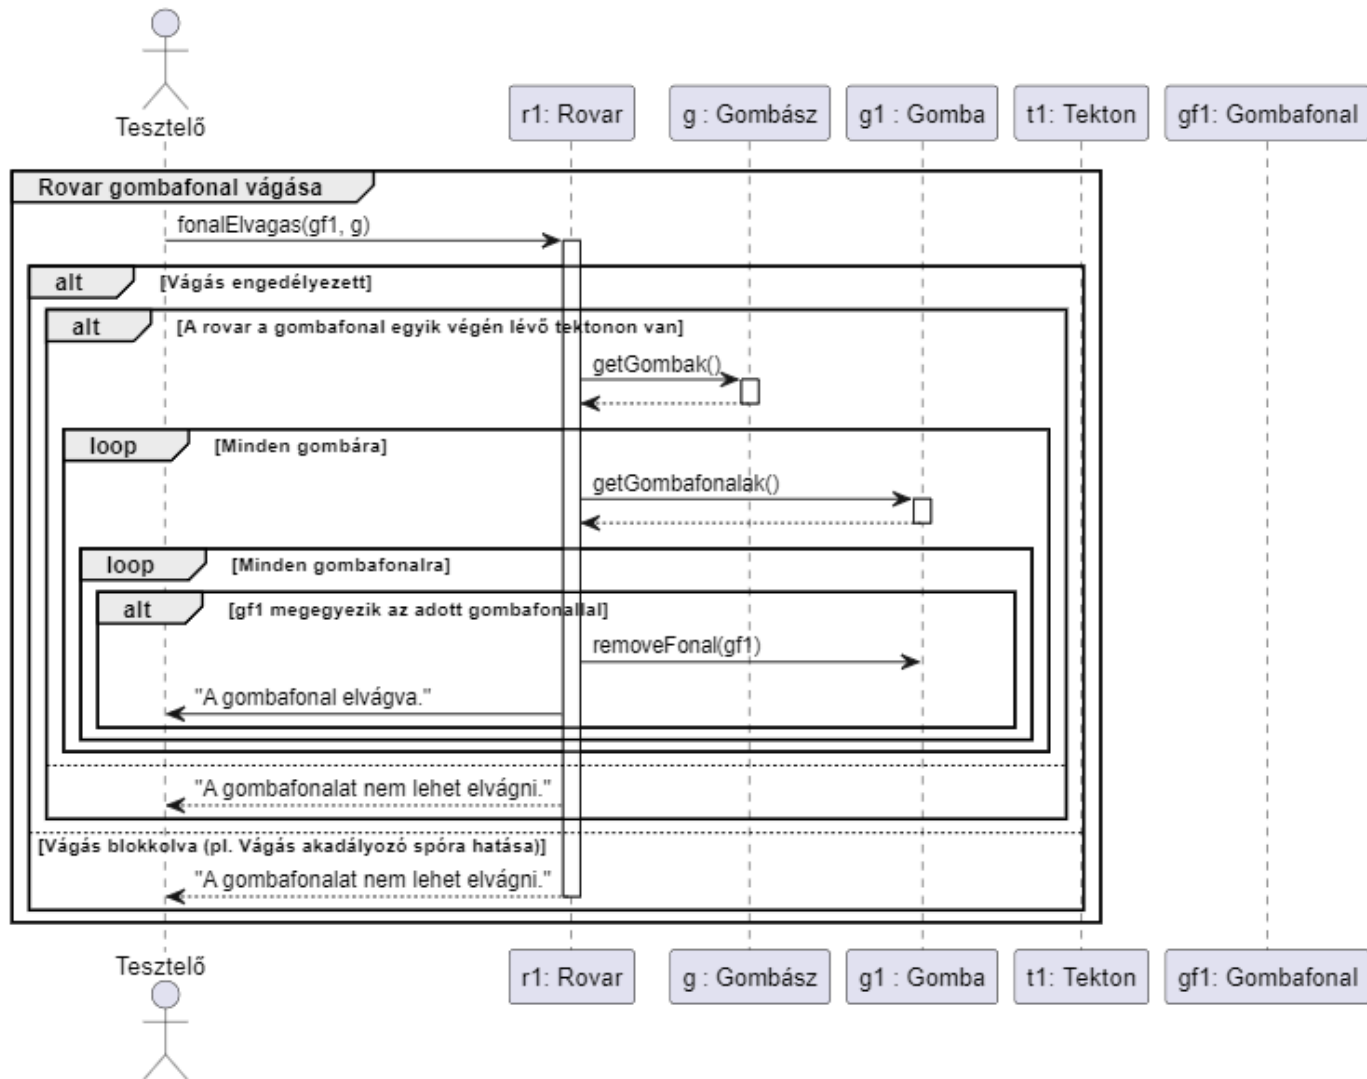 Tesztelő
r1: Rovar
g : Gombász
g1 : Gomba
t1: Tekton
gf1: Gombafonal
Rovar gombafonal vágása
fonalElvagas(gf1, g)
alt [Vágás engedélyezett]
alt [A rovar a gombafonal egyik végén lévő tektonon van]
getGombak()
loop [Minden gombára]
getGombafonalak()
loop [Minden gombafonalra]
alt [gf1 megegyezik az adott gombafonallal]
removeFonal(gf1)
"A gombafonal elvágva."
"A gombafonalat nem lehet elvágni."
[Vágás blokkolva (pl. Vágás akadályozó spóra hatása)]
"A gombafonalat nem lehet elvágni."
Tesztelő
r1: Rovar
g : Gombász
g1 : Gomba
t1: Tekton
gf1: Gombafonal